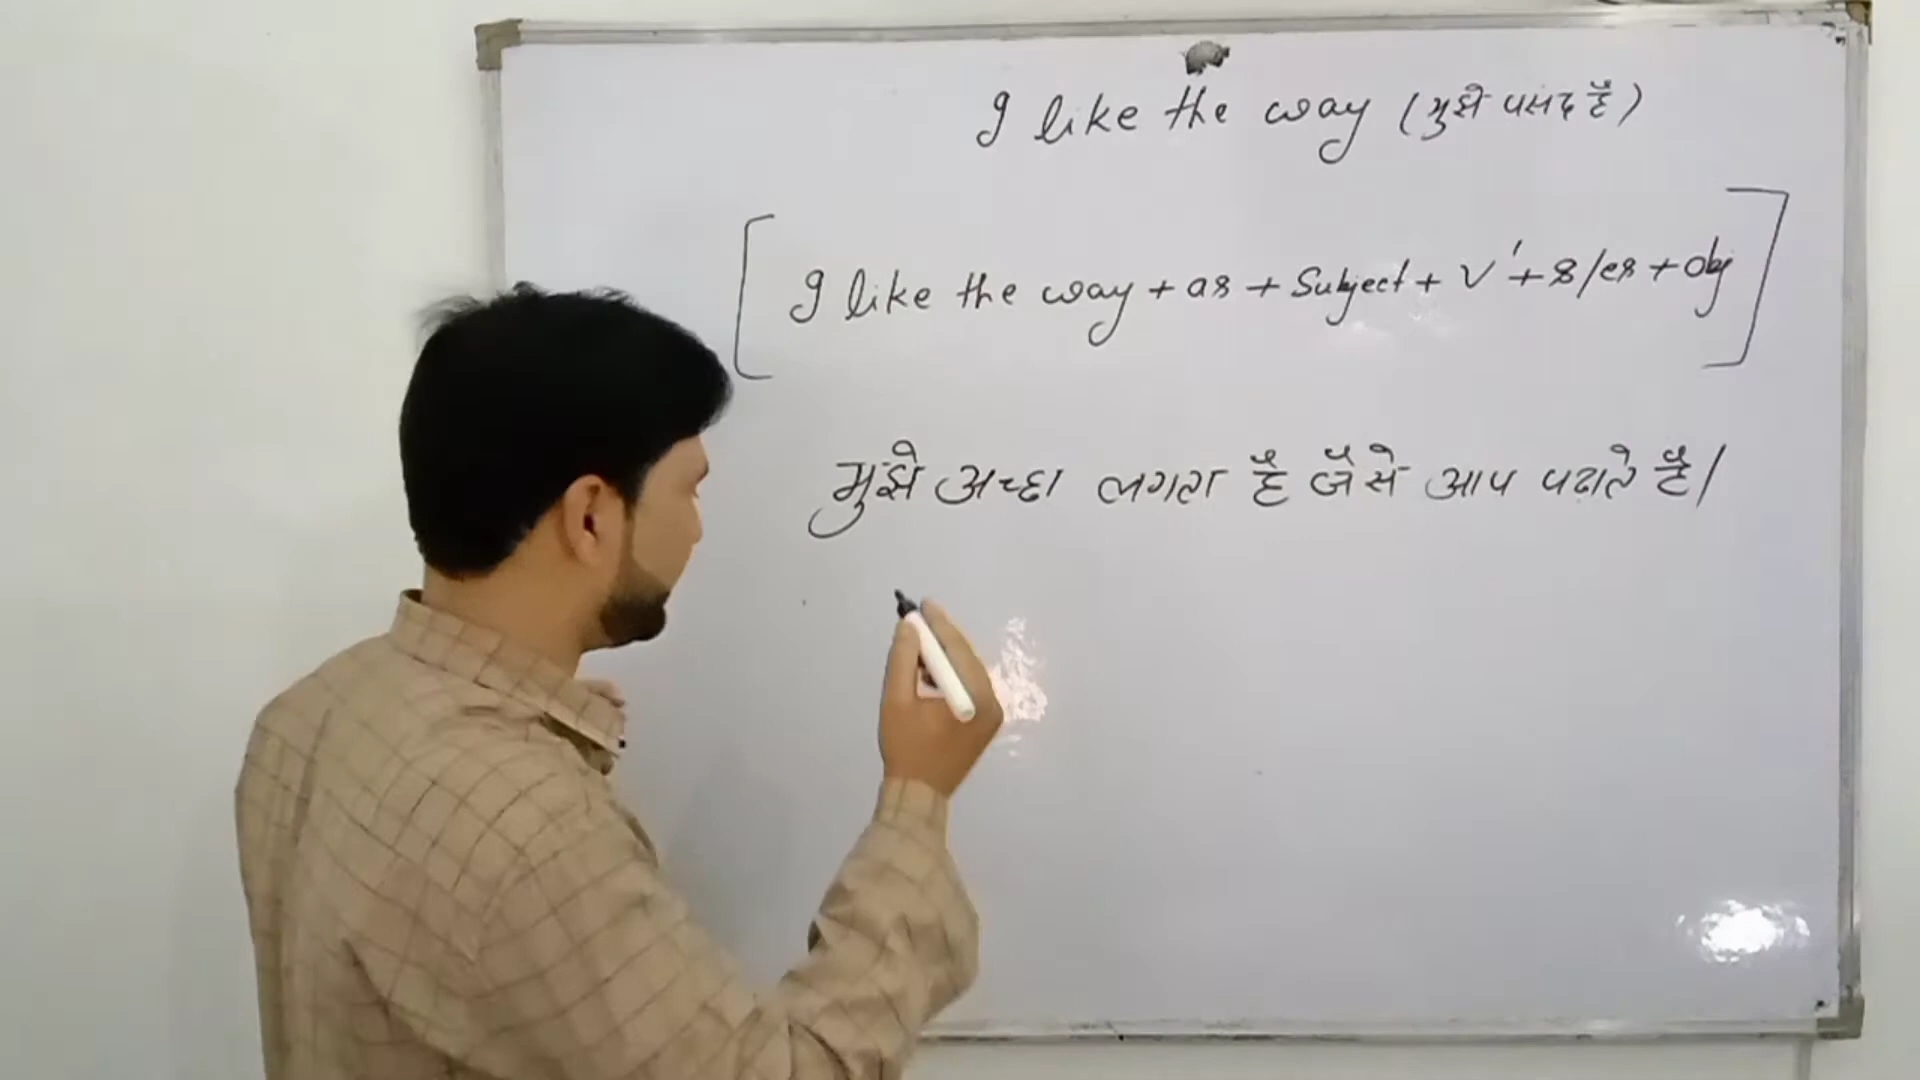 I like the way (मुझे पसंद है)
[I like the way + as + Subject + V' + s/es + obj]
मुझे अच्छा लगता है जैसे आप पढाते है।